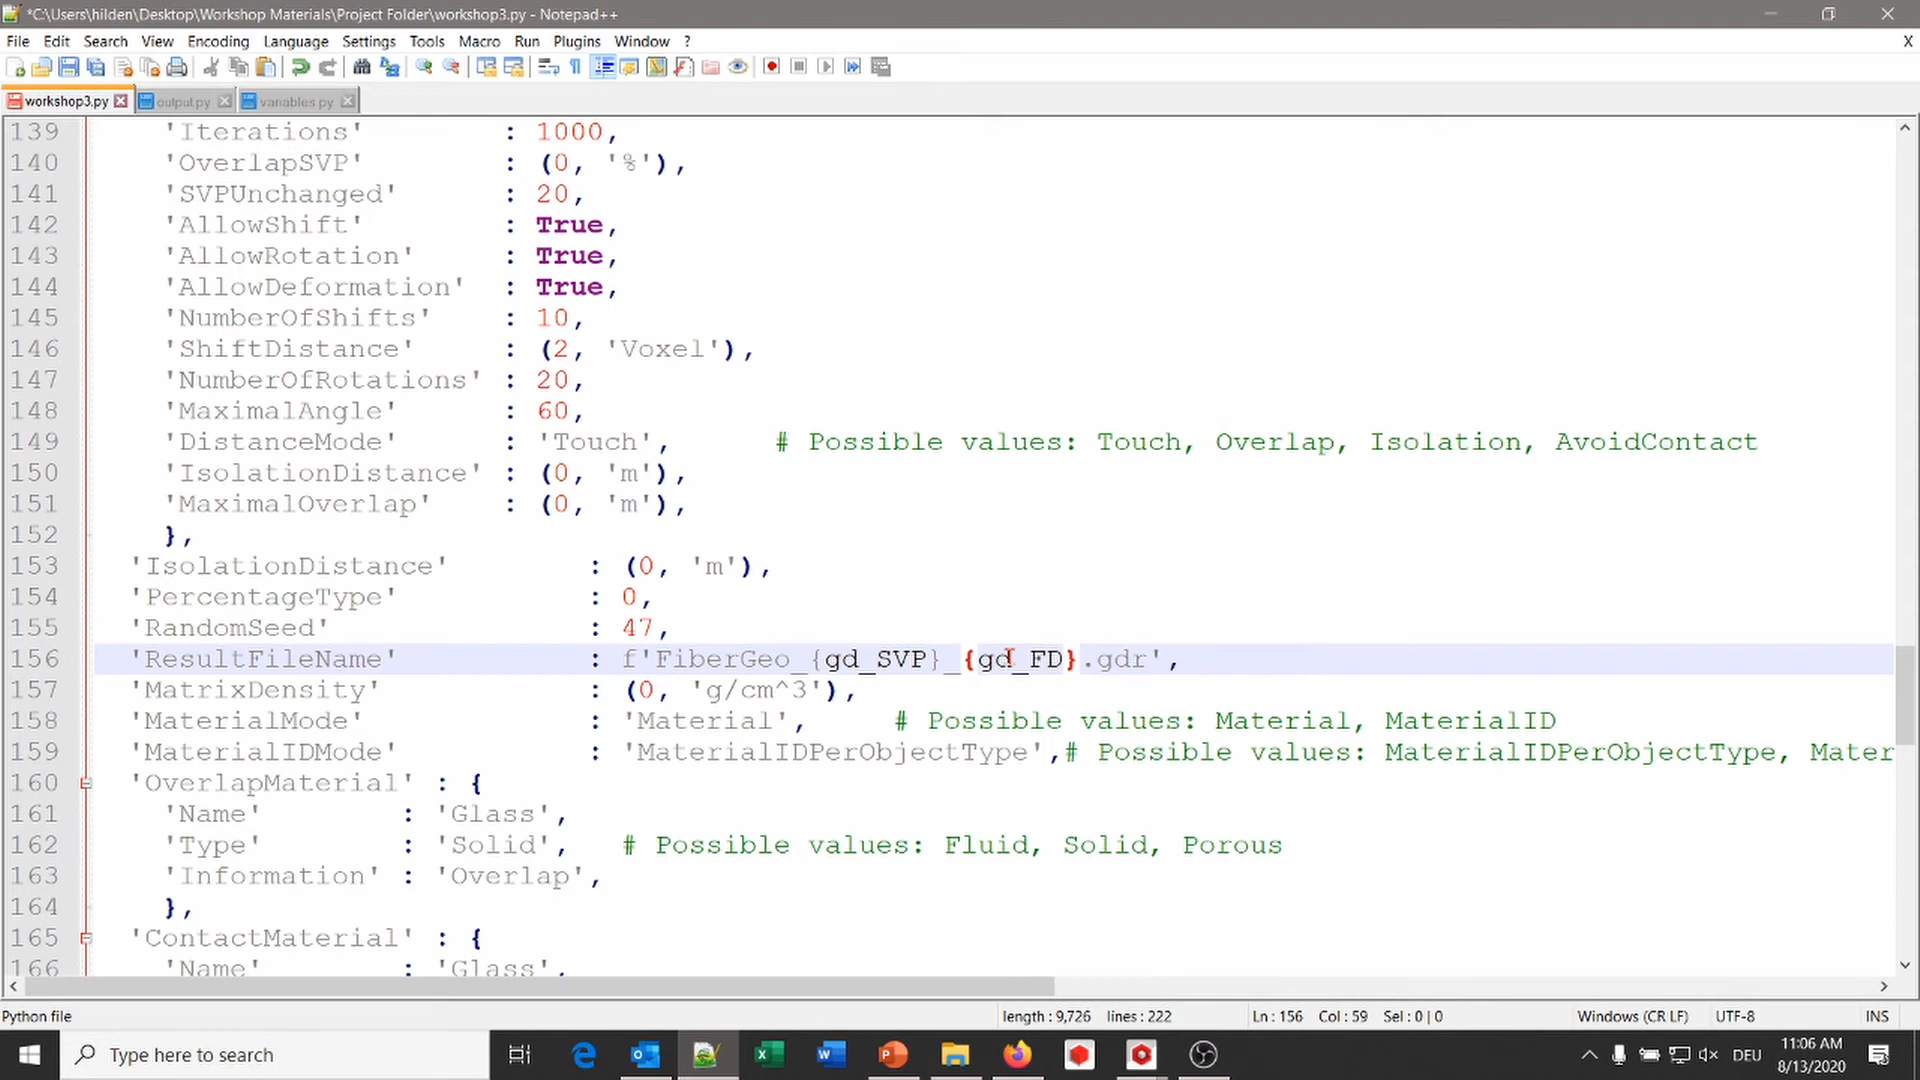 *C:\Users\hilden\Desktop\Workshop Materials\Project Folder\workshop3.py - Notepad++
File Edit Search View Encoding Language Settings Tools Macro Run Plugins Window ? X
workshop3.py output.py variables.py
139 'Iterations' : 1000,
140 'OverlapSVP' : (0, '%'),
141 'SVPUnchanged' : 20,
142 'AllowShift' : True,
143 'AllowRotation' : True,
144 'AllowDeformation' : True,
145 'NumberOfShifts' : 10,
146 'ShiftDistance' : (2, 'Voxel'),
147 'NumberOfRotations' : 20,
148 'MaximalAngle' : 60,
149 'DistanceMode' : 'Touch', # Possible values: Touch, Overlap, Isolation, AvoidContact
150 'IsolationDistance' : (0, 'm'),
151 'MaximalOverlap' : (0, 'm'),
152 },
153 'IsolationDistance' : (0, 'm'),
154 'PercentageType' : 0,
155 'RandomSeed' : 47,
156 'ResultFileName' : f'FiberGeo_{gd_SVP}_{gd_FD}.gdr',
157 'MatrixDensity' : (0, 'g/cm^3'),
158 'MaterialMode' : 'Material', # Possible values: Material, MaterialID
159 'MaterialIDMode' : 'MaterialIDPerObjectType',# Possible values: MaterialIDPerObjectType, Mater
160 'OverlapMaterial' : {
161 'Name' : 'Glass',
162 'Type' : 'Solid', # Possible values: Fluid, Solid, Porous
163 'Information' : 'Overlap',
164 },
165 'ContactMaterial' : {
166 'Name' : 'Glass',
Python file length : 9,726 lines : 222 Ln : 156 Col : 59 Sel : 0 | 0 Windows (CR LF) UTF-8 INS
Type here to search DEU 11:06 AM
8/13/2020